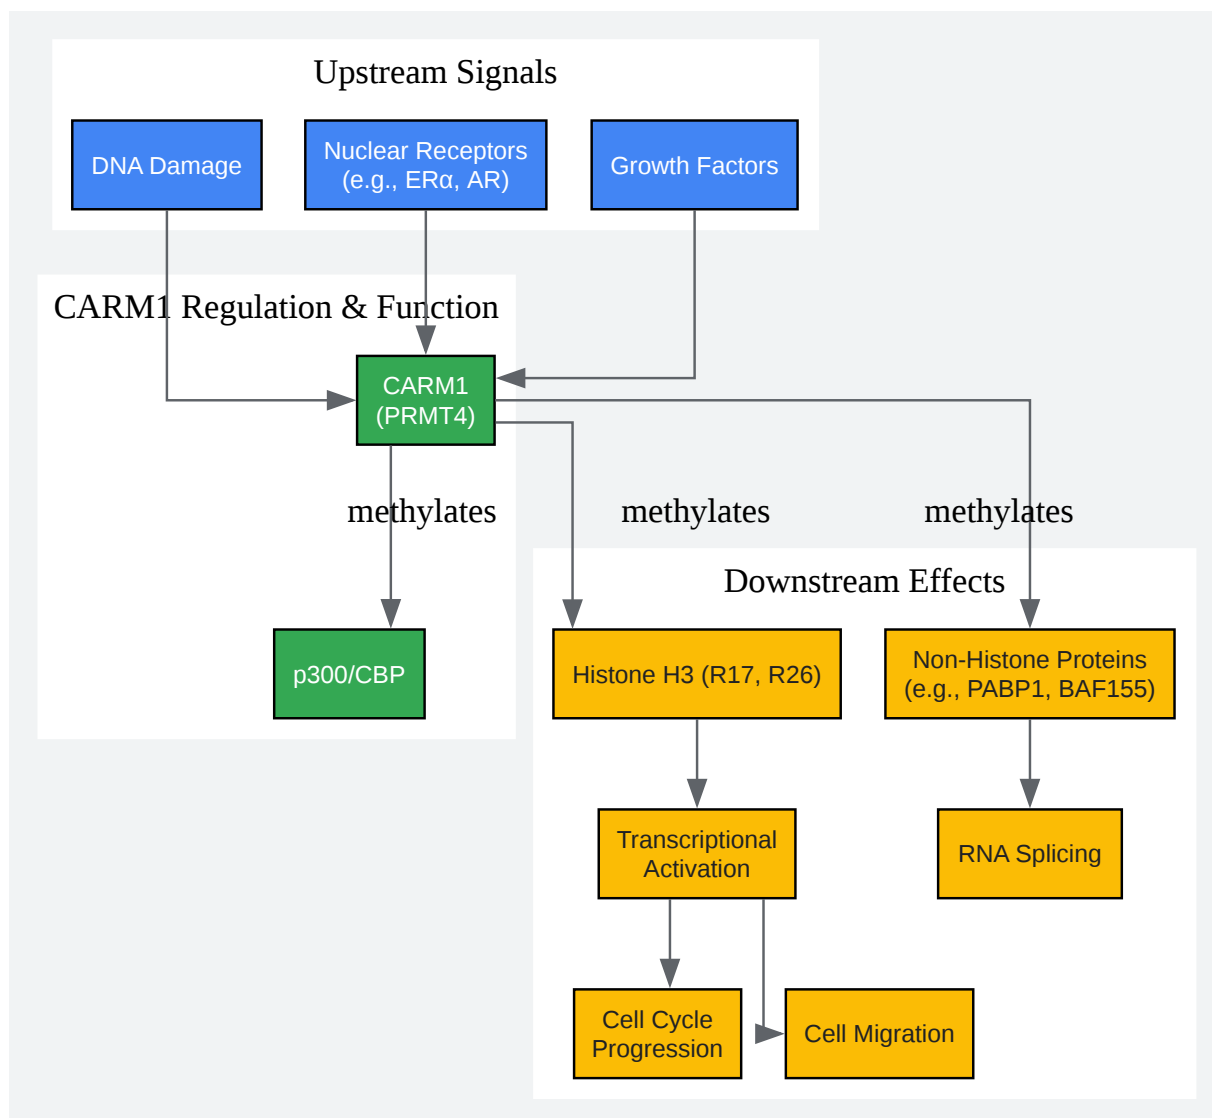 Upstream Signals
DNA Damage
Nuclear Receptors
(e.g., ERα, AR)
Growth Factors
CARM1 Regulation & Function
CARM1
(PRMT4)
methylates
methylates
methylates
Downstream Effects
p300/CBP
Histone H3 (R17, R26)
Non-Histone Proteins
(e.g., PABP1, BAF155)
Transcriptional
Activation
RNA Splicing
Cell Cycle
Progression
Cell Migration